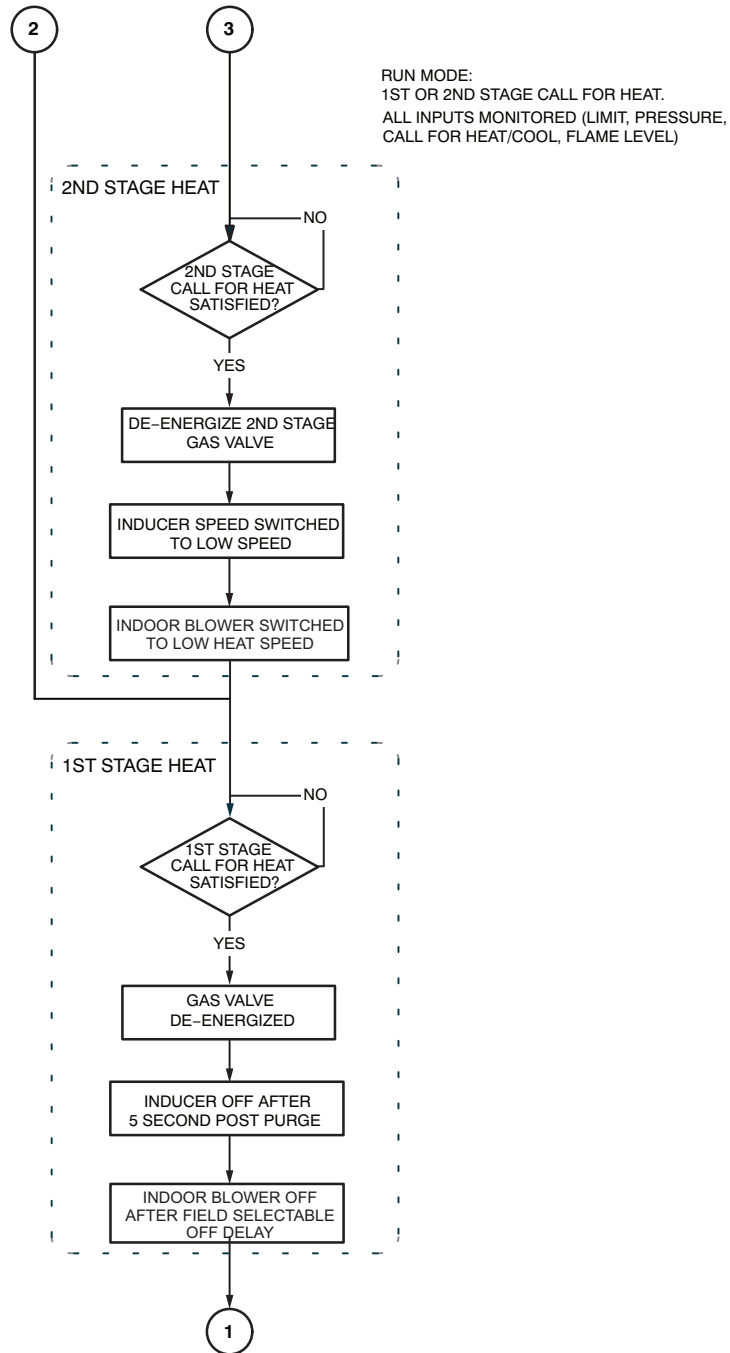 2
3
RUN MODE:
1ST OR 2ND STAGE CALL FOR HEAT.
ALL INPUTS MONITORED (LIMIT, PRESSURE,
CALL FOR HEAT/COOL, FLAME LEVEL)
2ND STAGE HEAT
NO
2ND STAGE
CALL FOR HEAT
SATISFIED?
YES
DE−ENERGIZE 2ND STAGE
GAS VALVE
INDUCER SPEED SWITCHED
TO LOW SPEED
INDOOR BLOWER SWITCHED
TO LOW HEAT SPEED
1ST STAGE HEAT
NO
1ST STAGE
CALL FOR HEAT
SATISFIED?
YES
GAS VALVE
DE−ENERGIZED
INDUCER OFF AFTER
5 SECOND POST PURGE
INDOOR BLOWER OFF
AFTER FIELD SELECTABLE
OFF DELAY
1